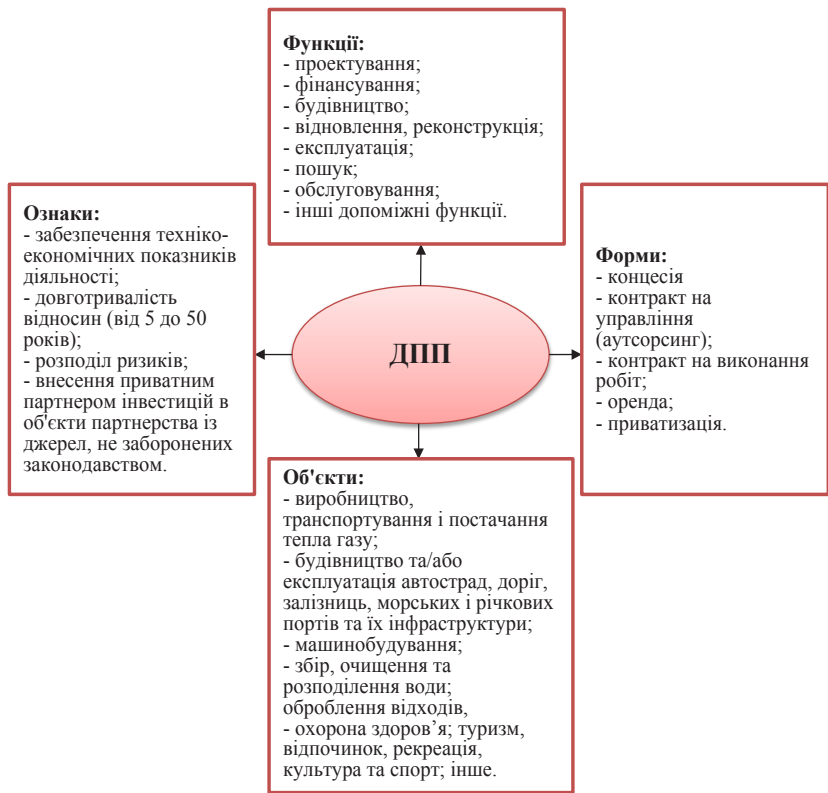 Функції:
- проектування;
- фінансування;
- будівництво;
- відновлення, реконструкція;
- експлуатація;
- пошук;
- обслуговування;
- інші допоміжні функції.
Ознаки:
- забезпечення техніко-
економічних показників
діяльності;
- довготривалість
відносин (від 5 до 50
років);
- розподіл ризиків;
- внесення приватним
партнером інвестицій в
об'єкти партнерства із
джерел, не заборонених
законодавством.
ДПП
Форми:
- концесія
- контракт на
управління
(аутсорсинг);
- контракт на виконання
робіт;
- оренда;
- приватизація.
Об'єкти:
- виробництво,
транспортування і постачання
тепла газу;
- будівництво та/або
експлуатація автострад, доріг,
залізниць, морських і річкових
портів та їх інфраструктури;
- машинобудування;
- збір, очищення та
розподілення води;
оброблення відходів,
- охорона здоров’я; туризм,
відпочинок, рекреація,
культура та спорт; інше.